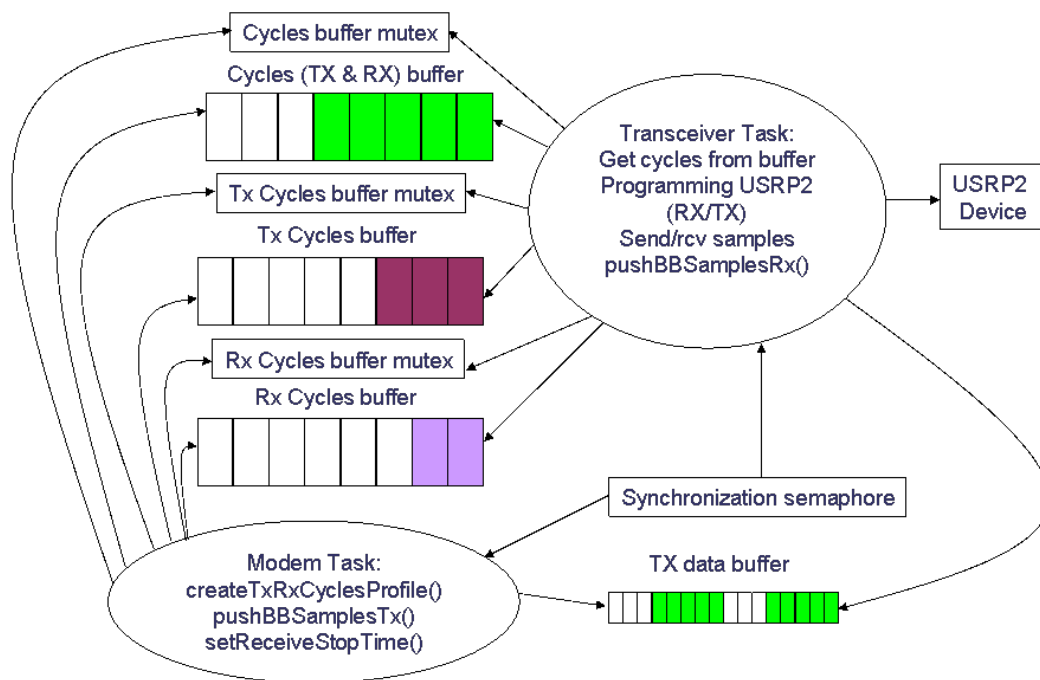 Cycles buffer mutex
Cycles (TX & RX) buffer
Tx Cycles buffer mutex
Tx Cycles buffer
Rx Cycles buffer mutex
Rx Cycles buffer
Transceiver Task:
Get cycles from buffer
Programming USRP2
(RX/TX)
Send/rcv samples
pushBBSamplesRx()
USRP2
Device
Synchronization semaphore
Modem Task:
createTxRxCyclesProfile()
pushBBSamplesTx()
setReceiveStopTime()
TX data buffer